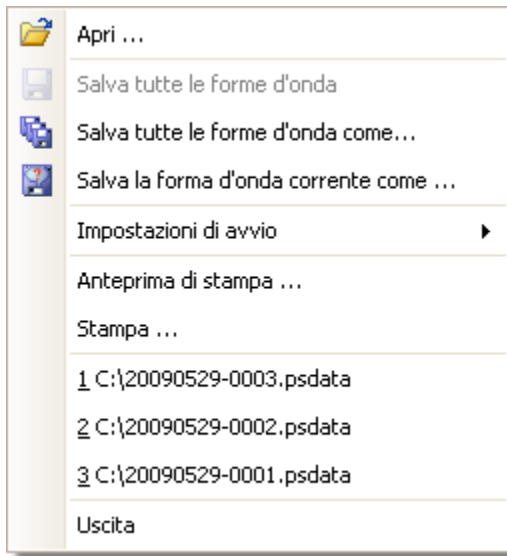 Apri ...
Salva tutte le forme d'onda
Salva tutte le forme d'onda come...
Salva la forma d'onda corrente come ...
Impostazioni di avvio
Anteprima di stampa ...
Stampa ...
1 C:\20090529-0003.psdata
2 C:\20090529-0002.psdata
3 C:\20090529-0001.psdata
Uscita